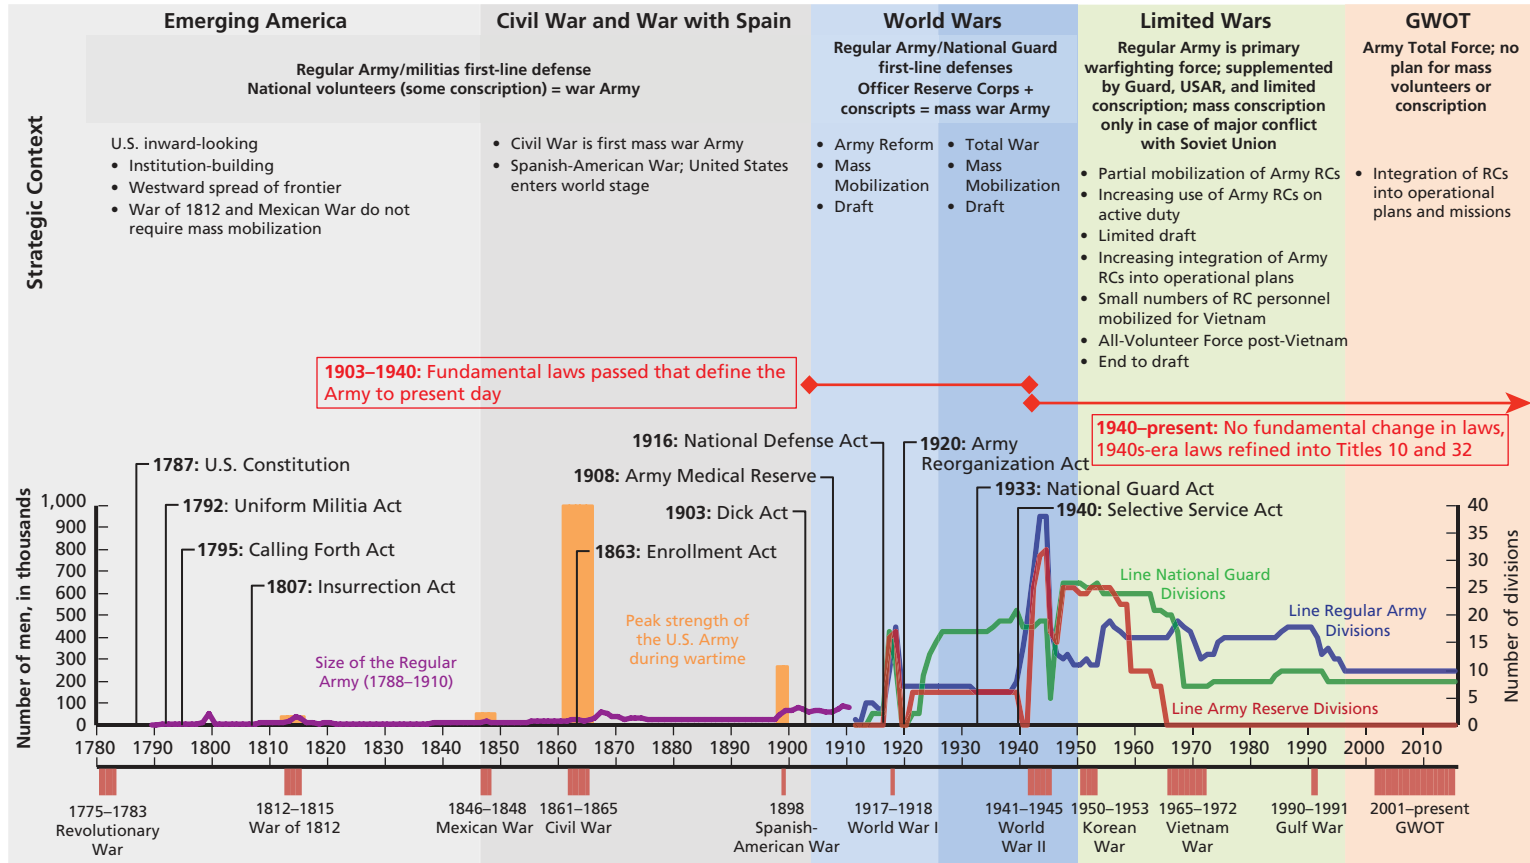 Emerging America
Civil War and War with Spain
World Wars
Limited Wars
GWOT
Strategic Context
Regular Army/militias first-line defense
National volunteers (some conscription) = war Army
Regular Army/National Guard
first-line defenses
Officer Reserve Corps +
conscripts = mass war Army
Regular Army is primary
warfighting force; supplemented
by Guard, USAR, and limited
conscription; mass conscription
only in case of major conflict
with Soviet Union
Army Total Force; no
plan for mass
volunteers or
conscription
U.S. inward-looking
• Institution-building
• Westward spread of frontier
• War of 1812 and Mexican War do not
require mass mobilization
• Civil War is first mass war Army
• Spanish-American War; United States
enters world stage
• Army Reform
• Mass
Mobilization
• Draft
• Total War
• Mass
Mobilization
• Draft
• Partial mobilization of Army RCs
• Increasing use of Army RCs on
active duty
• Limited draft
• Increasing integration of Army
RCs into operational plans
• Small numbers of RC personnel
mobilized for Vietnam
• All-Volunteer Force post-Vietnam
• End to draft
• Integration of RCs
into operational
plans and missions
1903–1940: Fundamental laws passed that define the
Army to present day
1940–present: No fundamental change in laws,
1940s-era laws refined into Titles 10 and 32
1787: U.S. Constitution
1792: Uniform Militia Act
1795: Calling Forth Act
1807: Insurrection Act
1863: Enrollment Act
1916: National Defense Act
1908: Army Medical Reserve
1903: Dick Act
1920: Army
Reorganization Act
1933: National Guard Act
1940: Selective Service Act
Number of men, in thousands
1,000
900
800
700
600
500
400
300
200
100
0
Size of the Regular
Army (1788–1910)
Peak strength of
the U.S. Army
during wartime
Line National Guard
Divisions
Line Regular Army
Divisions
Line Army Reserve Divisions
40
35
30
25
20
15
10
5
0
Number of divisions
1780
1790
1800
1810
1820
1830
1840
1850
1860
1870
1880
1890
1900
1910
1920
1930
1940
1950
1960
1970
1980
1990
2000
2010
1775–1783
Revolutionary
War
1812–1815
War of 1812
1846–1848
Mexican War
1861–1865
Civil War
1898
Spanish-
American War
1917–1918
World War I
1941–1945
World
War II
1950–1953
Korean
War
1965–1972
Vietnam
War
1990–1991
Gulf War
2001–present
GWOT